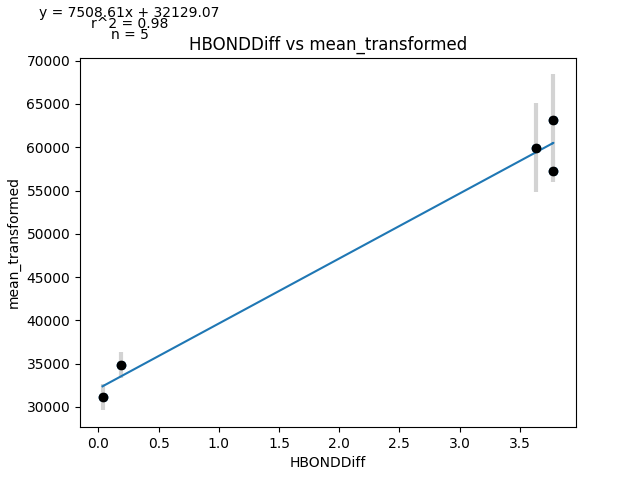 y = 7508.61x + 32129.07
r^2 = 0.98
n = 5
HBONDDiff vs mean_transformed
70000
65000
60000
55000
50000
45000
40000
35000
30000
mean_transformed
0.0 0.5 1.0 1.5 2.0 2.5 3.0 3.5
HBONDDiff